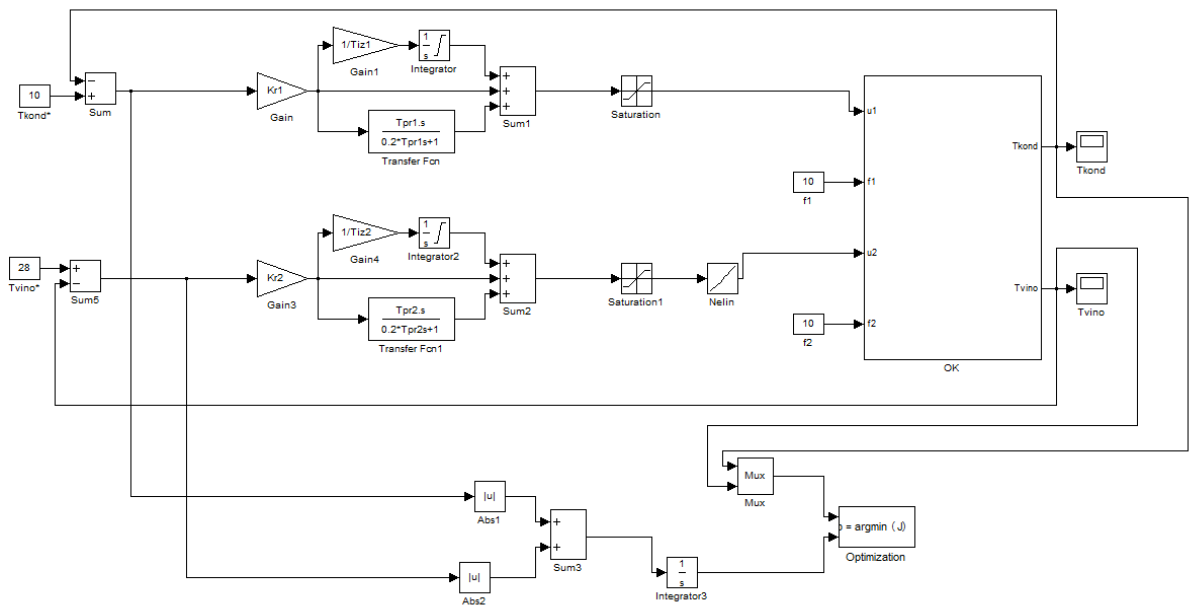 1
s
1/Tiz1
Integrator
Gain1
10
Tkond*
−
+
Sum
Kr1
Gain
+
+
+
Sum1
Tpr1.s
0.2*Tpr1s+1
Transfer Fcn
Saturation
u1
Tkond
Tkond
10
f1
f1
1/Tiz2
1
s
Integrator2
Gain4
28
Tvino*
+
−
Sum5
Kr2
Gain3
+
+
+
Sum2
Tpr2.s
0.2*Tpr2s+1
Transfer Fcn1
Saturation1
Nelin
u2
Tvino
Tvino
10
f2
f2
OK
Mux
Mux
|u|
Abs1
+
+
Sum3
= argmin (J)
Optimization
|u|
Abs2
1
s
Integrator3